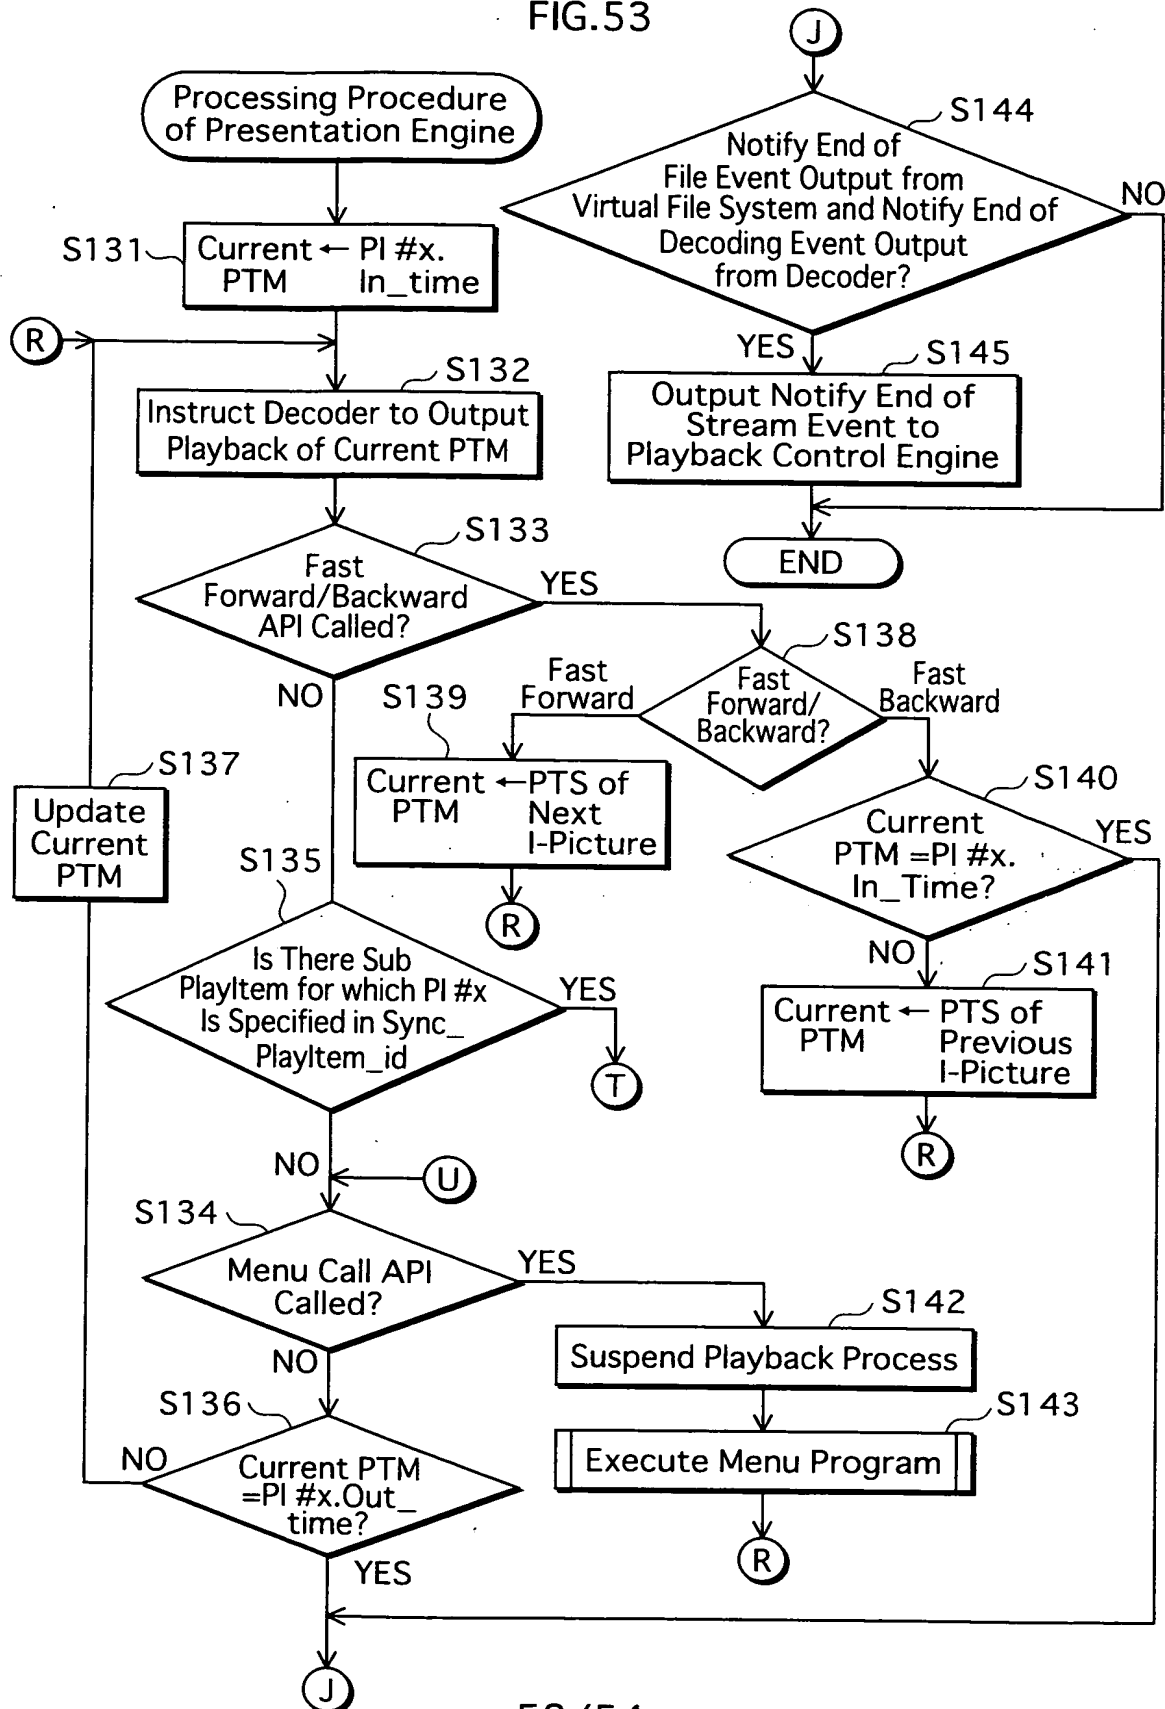 FIG.53
Processing Procedure
of Presentation Engine
S131
Current ← PI #x.
PTM In_time
R
S132
Instruct Decoder to Output
Playback of Current PTM
S133
Fast
Forward/Backward
API Called?
YES
NO
S138
Fast
Forward/
Backward?
Fast
Forward
Fast
Backward
S139
Current ← PTS of
PTM Next
I-Picture
R
S140
Current
PTM =PI #x.
In_Time?
YES
NO
S141
Current ← PTS of
PTM Previous
I-Picture
R
S137
Update
Current
PTM
S135
Is There Sub
PlayItem for which PI #x
Is Specified in Sync_
PlayItem_id
YES
T
NO
U
S134
Menu Call API
Called?
YES
NO
S142
Suspend Playback Process
S143
Execute Menu Program
R
S136
Current PTM
=PI #x.Out_
time?
NO
YES
J
J
S144
Notify End of
File Event Output from
Virtual File System and Notify End of
Decoding Event Output
from Decoder?
NO
YES
S145
Output Notify End of
Stream Event to
Playback Control Engine
END